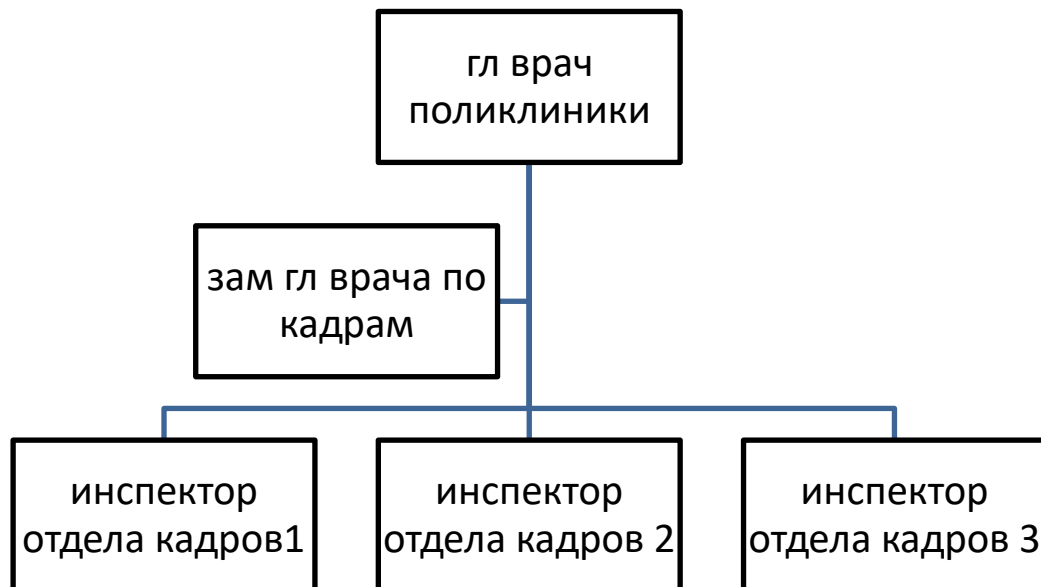 гл врач
поликлиники
зам гл врача по
кадрам
инспектор
отдела кадров1
инспектор
отдела кадров 2
инспектор
отдела кадров 3